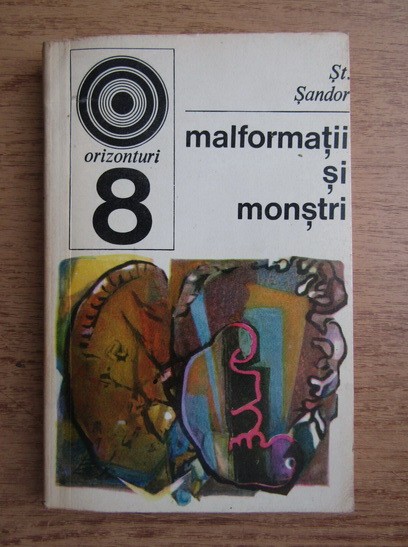 Șt.
Șandor
orizonturi
8
malformații
și
monștri